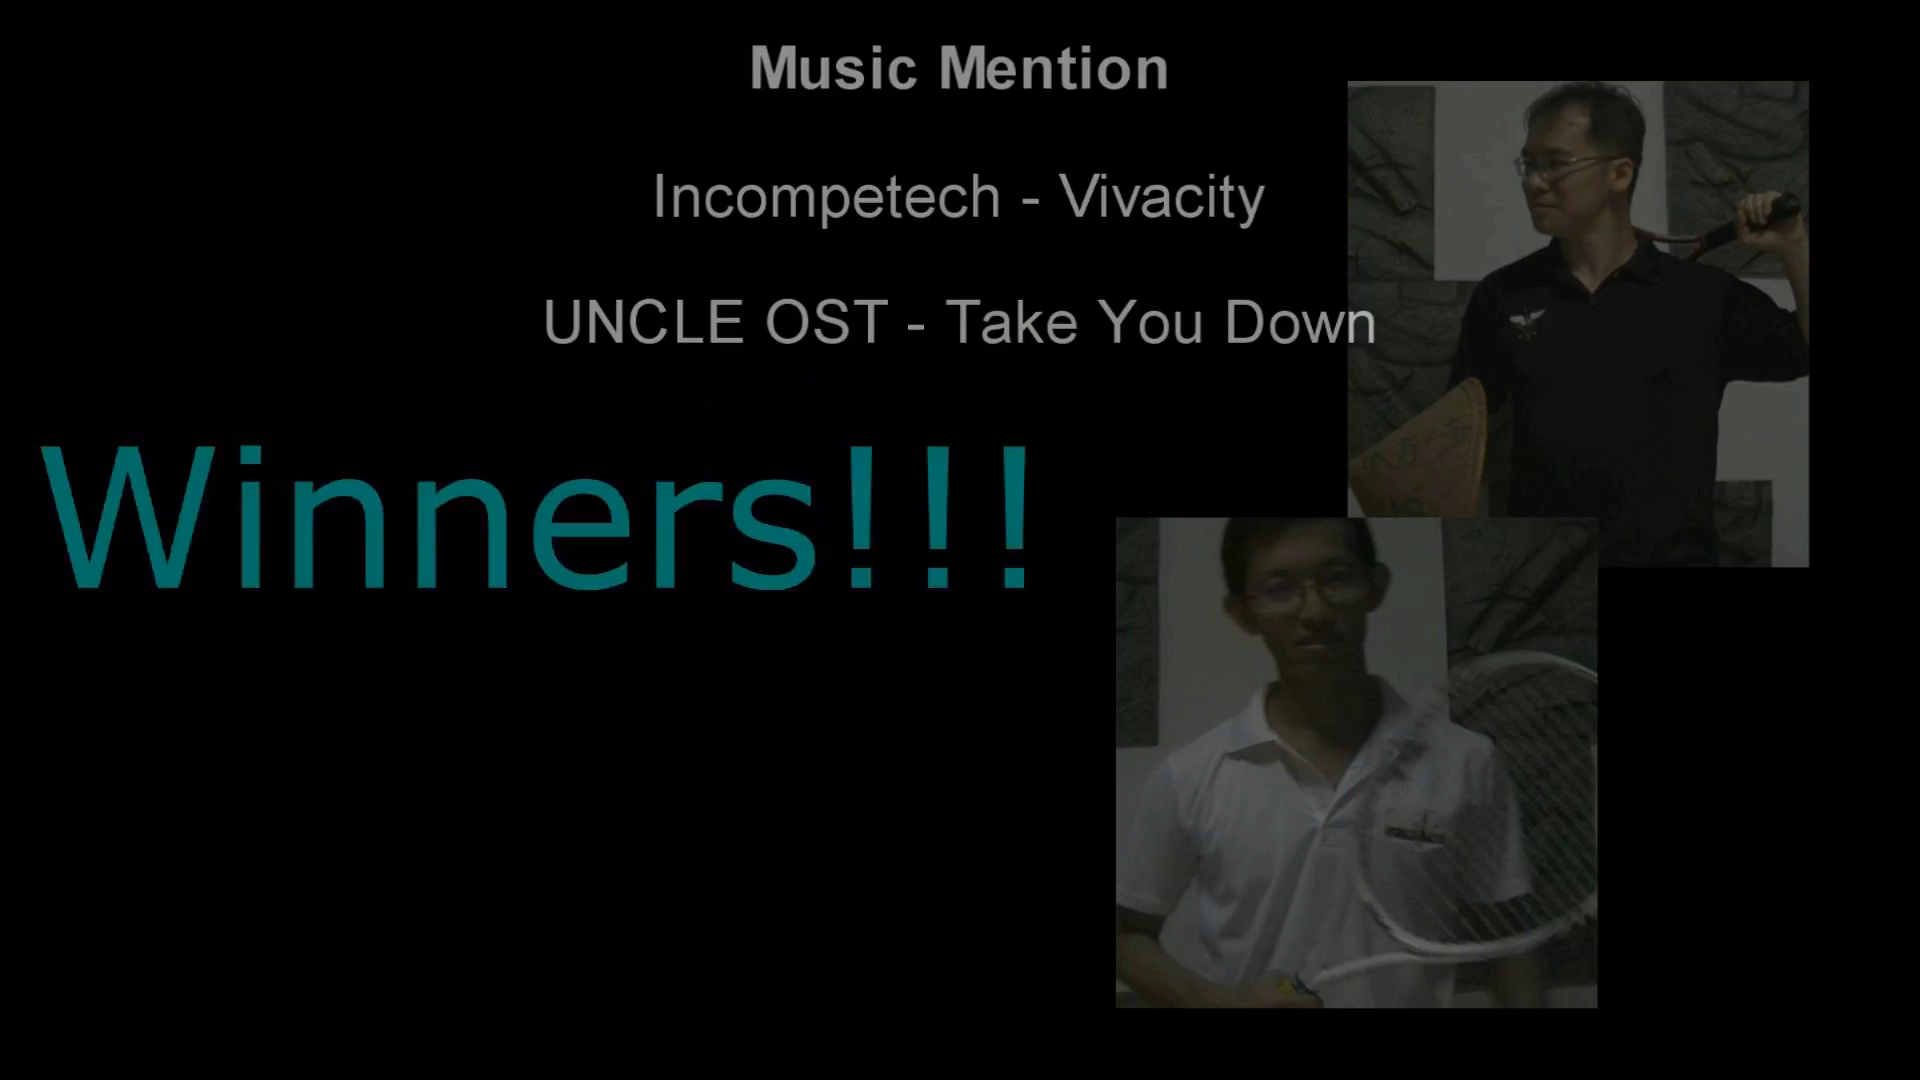 Music Mention
Incompetech - Vivacity
UNCLE OST - Take You Down
Winners!!!